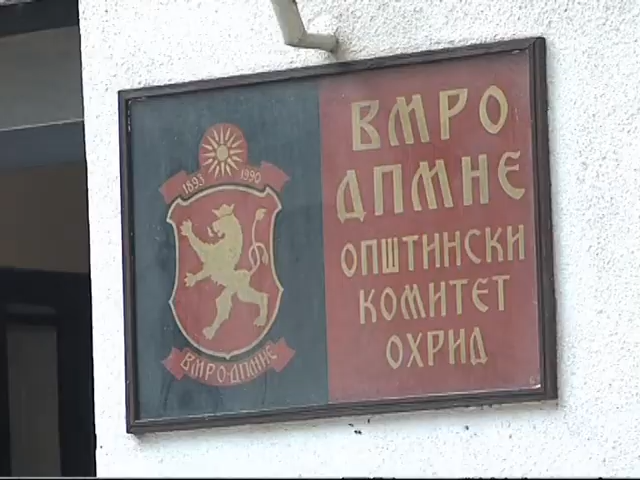 1893 1990
ВМРО-ДПМНЕ
ВМРО
ДПМНЕ
ОПШТИНСКИ
КОМИТЕТ
ОХРИД